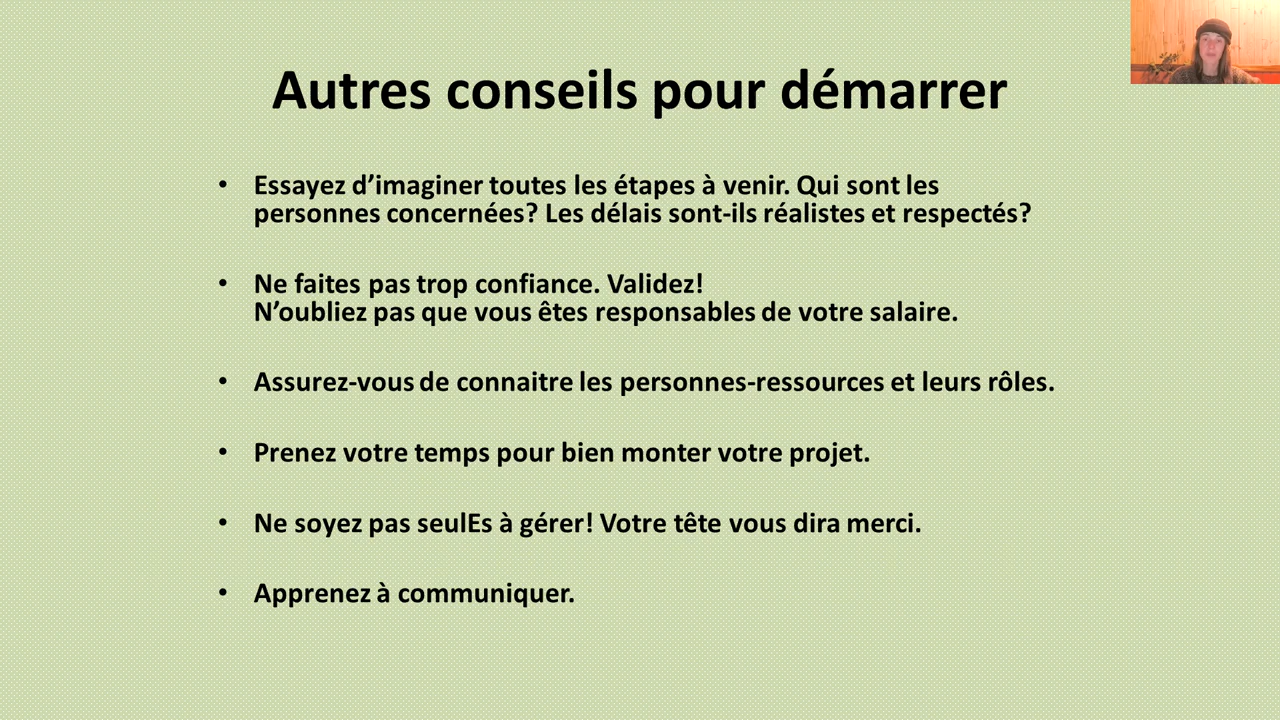 Autres conseils pour démarrer
• Essayez d’imaginer toutes les étapes à venir. Qui sont les
personnes concernées? Les délais sont-ils réalistes et respectés?
• Ne faites pas trop confiance. Validez!
N’oubliez pas que vous êtes responsables de votre salaire.
• Assurez-vous de connaitre les personnes-ressources et leurs rôles.
• Prenez votre temps pour bien monter votre projet.
• Ne soyez pas seulEs à gérer! Votre tête vous dira merci.
• Apprenez à communiquer.